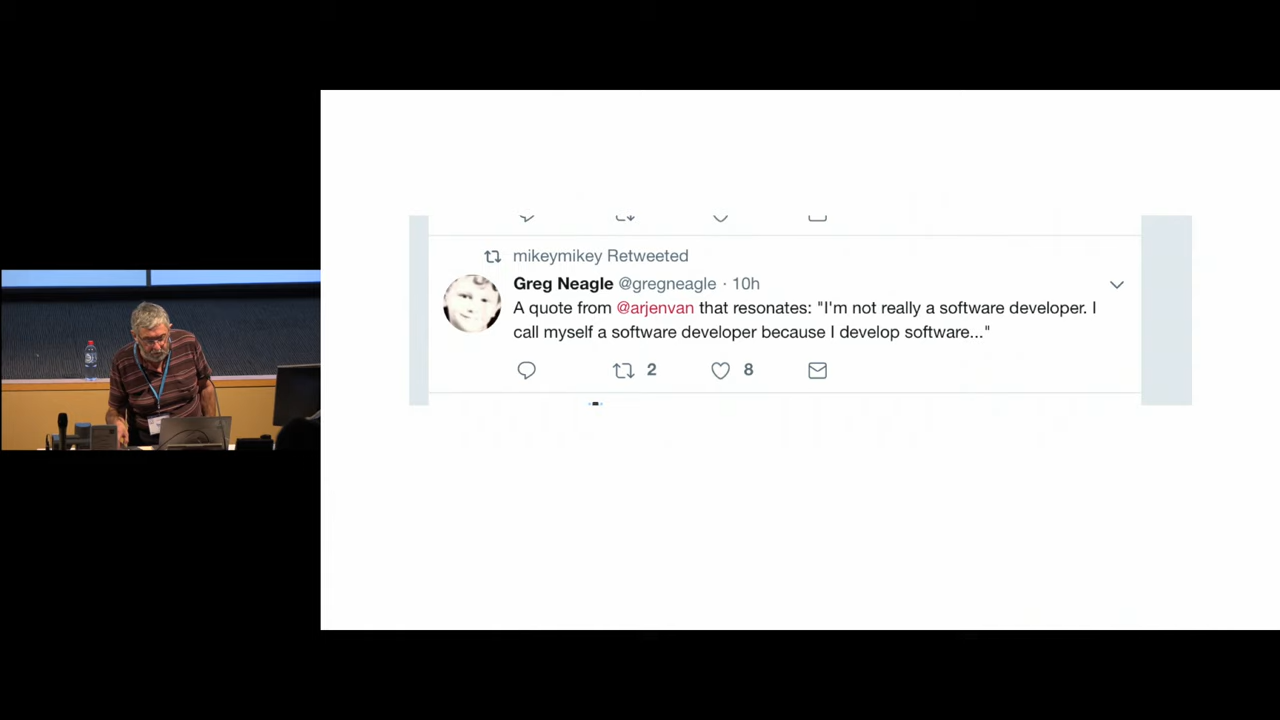 mikeymikey Retweeted
Greg Neagle @gregneagle · 10h
A quote from @arjenvan that resonates: "I'm not really a software developer. I
call myself a software developer because I develop software..."
2 8